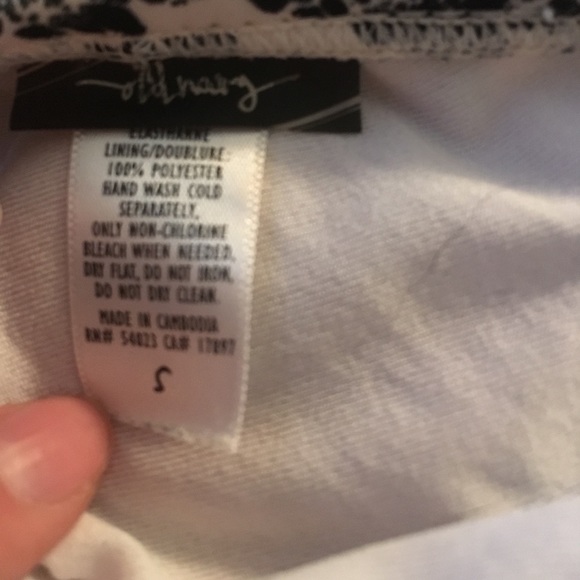 old navy
ELASTHANNE
LINING/DOUBLURE:
100% POLYESTER
HAND WASH COLD
SEPARATELY,
ONLY NON-CHLORINE
BLEACH WHEN NEEDED,
DRY FLAT, DO NOT IRON,
DO NOT DRY CLEAN.
MADE IN CAMBODIA
RN# 54023 CA# 17897
S